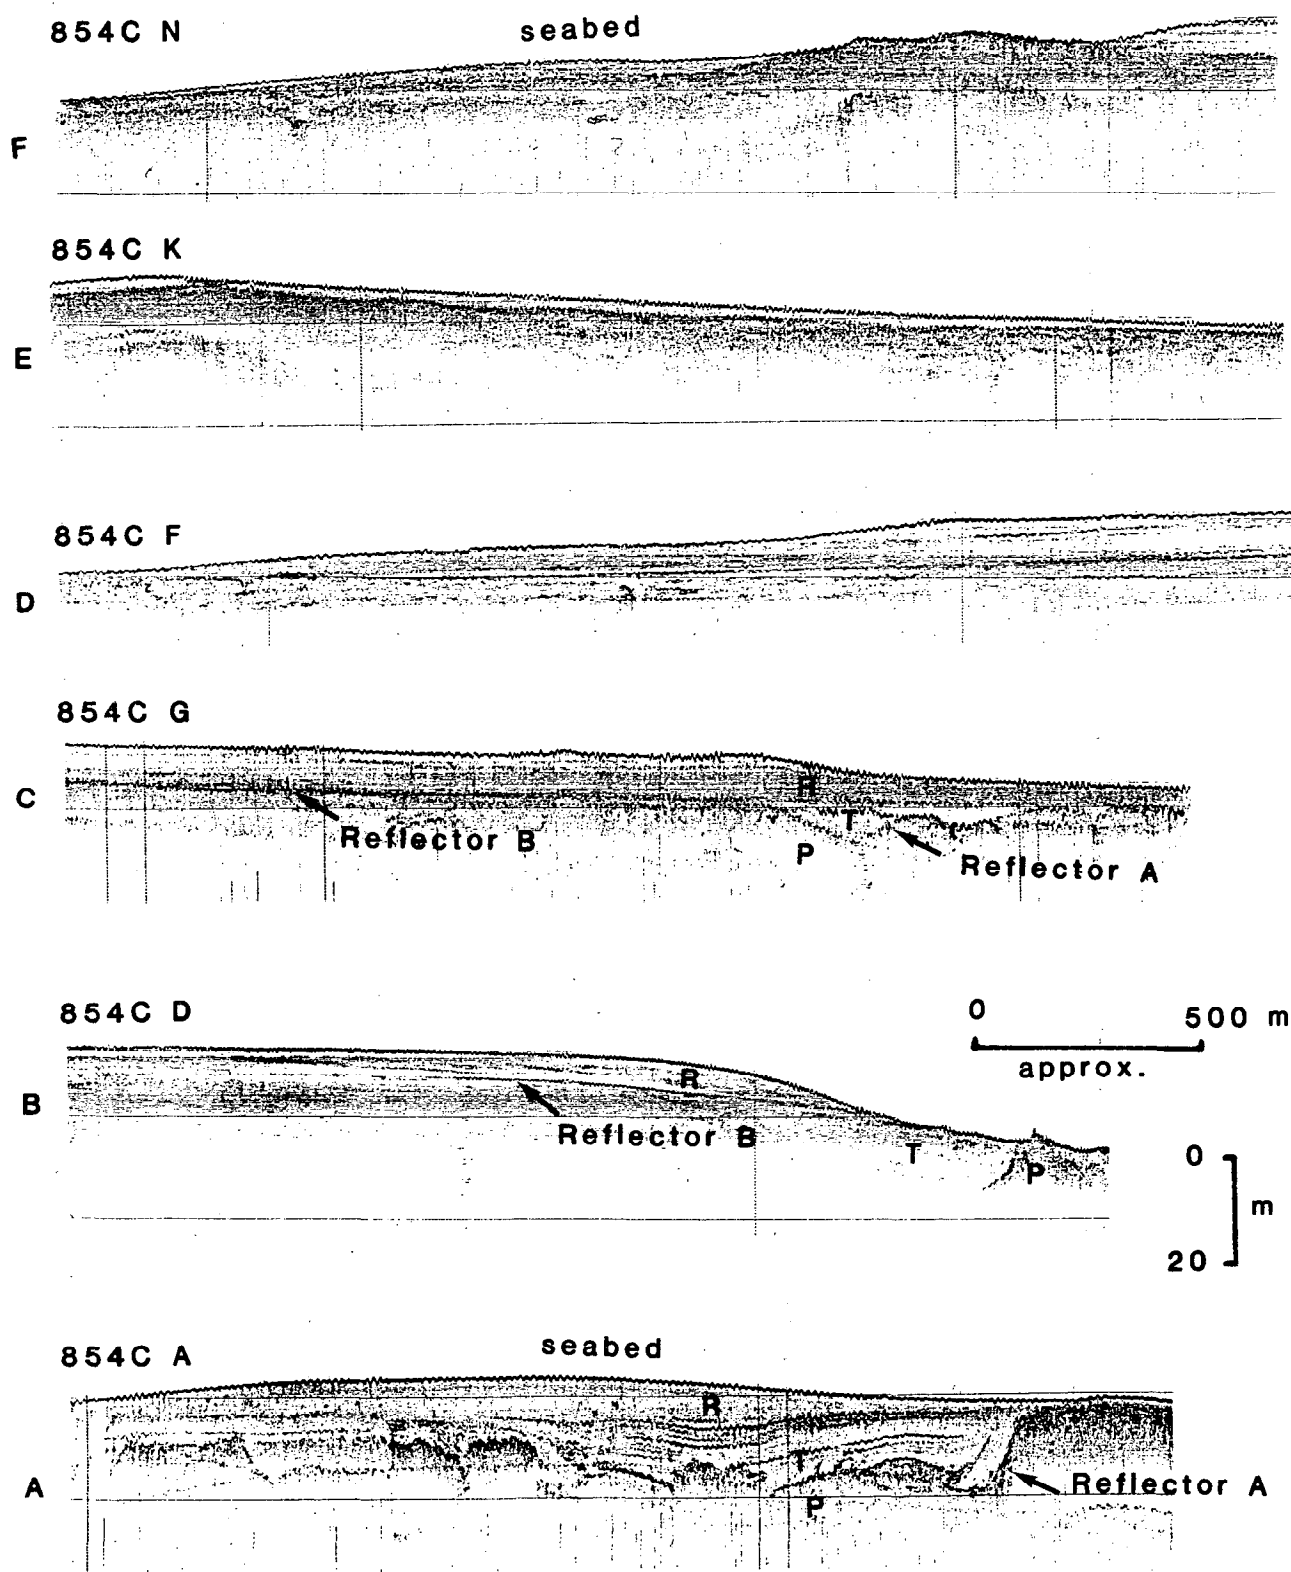 854C N
seabed
F
854C K
E
854C F
D
854C G
R
C
T
Reflector B
P
Reflector A
854C D
0 500 m
approx.
R
B
Reflector B
T
P
0
m
20
854C A
seabed
R
T
A
Reflector A
P